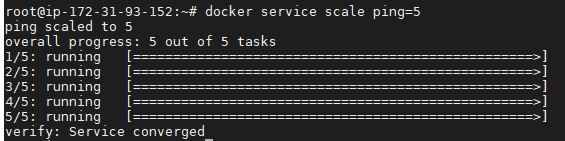 root@ip-172-31-93-152:~# docker service scale ping=5
ping scaled to 5
overall progress: 5 out of 5 tasks
1/5: running   [==================================================>]
2/5: running   [==================================================>]
3/5: running   [==================================================>]
4/5: running   [==================================================>]
5/5: running   [==================================================>]
verify: Service converged